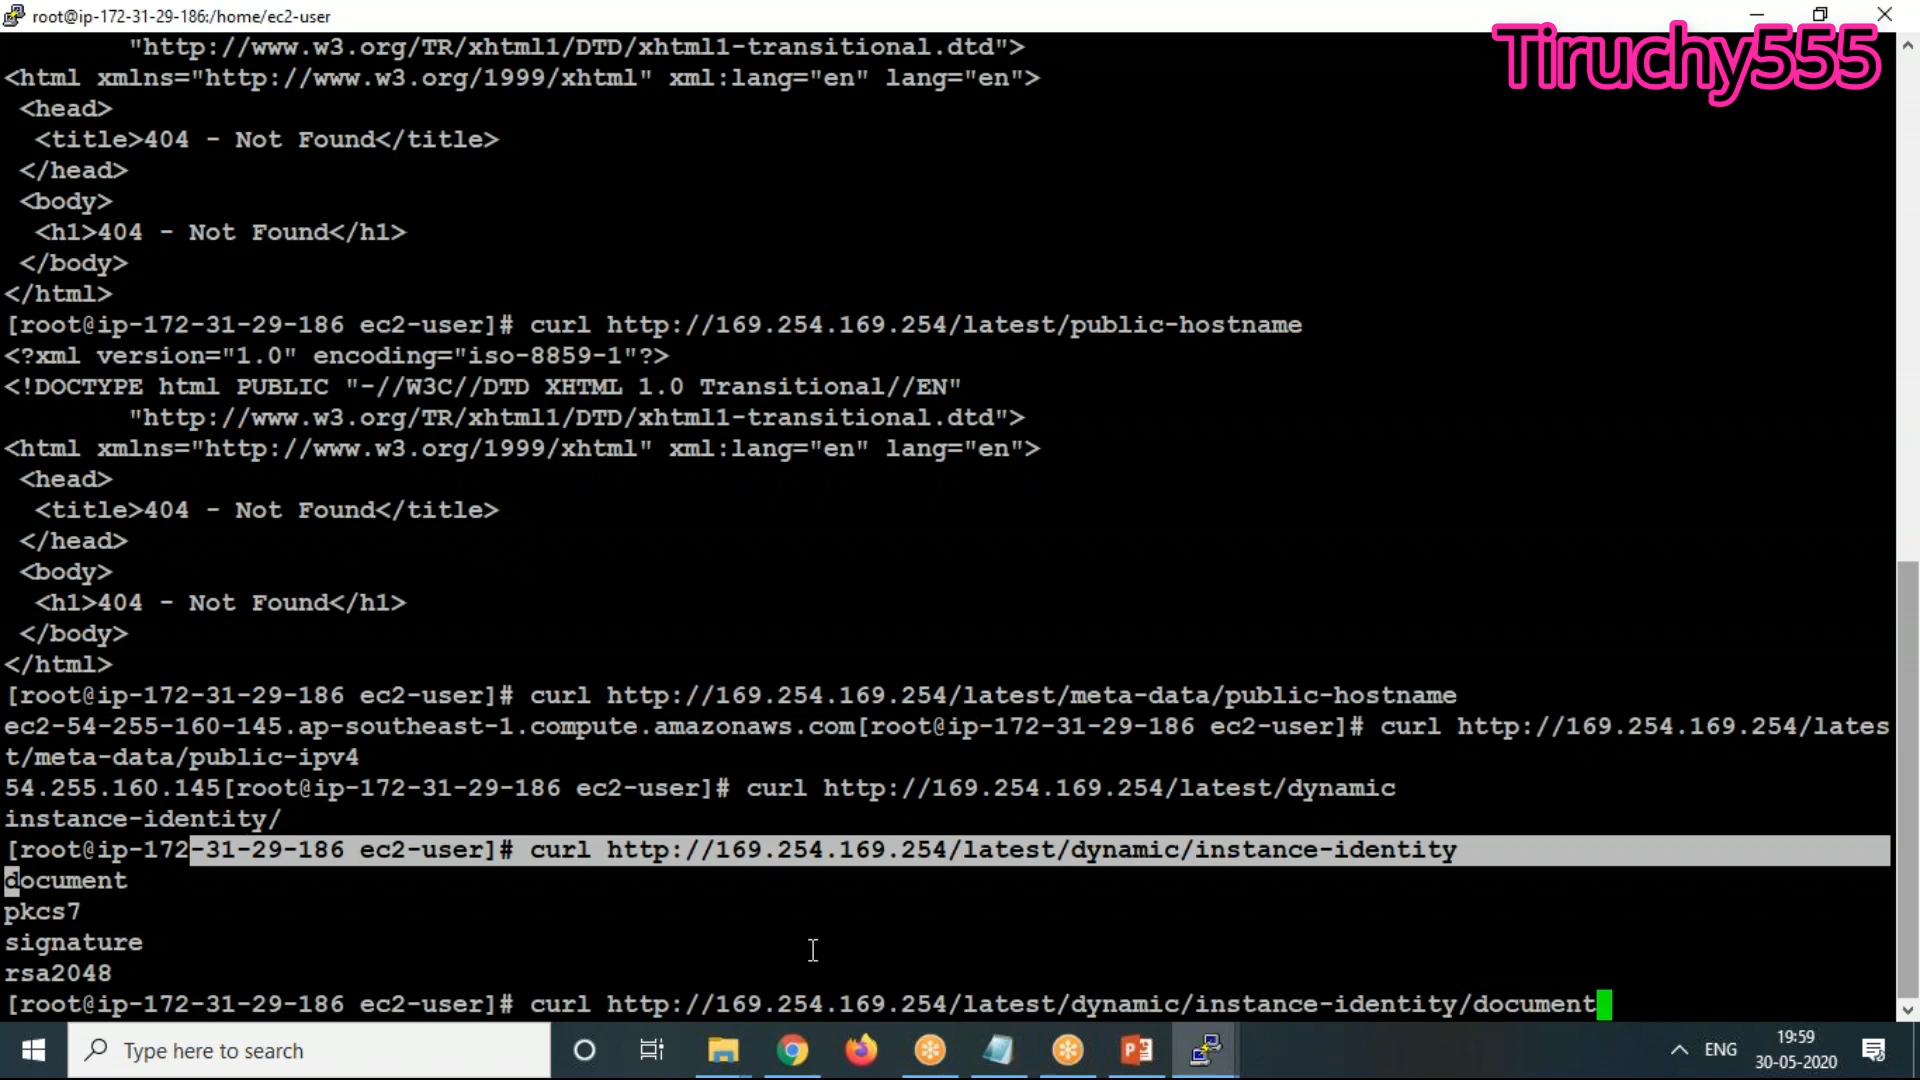 root@ip-172-31-29-186:/home/ec2-user
Tiruchy555
"http://www.w3.org/TR/xhtml1/DTD/xhtml1-transitional.dtd">
<html xmlns="http://www.w3.org/1999/xhtml" xml:lang="en" lang="en">
<head>
<title>404 - Not Found</title>
</head>
<body>
<h1>404 - Not Found</h1>
</body>
</html>
[root@ip-172-31-29-186 ec2-user]# curl http://169.254.169.254/latest/public-hostname
<?xml version="1.0" encoding="iso-8859-1"?>
<!DOCTYPE html PUBLIC "-//W3C//DTD XHTML 1.0 Transitional//EN"
"http://www.w3.org/TR/xhtml1/DTD/xhtml1-transitional.dtd">
<html xmlns="http://www.w3.org/1999/xhtml" xml:lang="en" lang="en">
<head>
<title>404 - Not Found</title>
</head>
<body>
<h1>404 - Not Found</h1>
</body>
</html>
[root@ip-172-31-29-186 ec2-user]# curl http://169.254.169.254/latest/meta-data/public-hostname
ec2-54-255-160-145.ap-southeast-1.compute.amazonaws.com[root@ip-172-31-29-186 ec2-user]# curl http://169.254.169.254/lates
t/meta-data/public-ipv4
54.255.160.145[root@ip-172-31-29-186 ec2-user]# curl http://169.254.169.254/latest/dynamic
instance-identity/
[root@ip-172-31-29-186 ec2-user]# curl http://169.254.169.254/latest/dynamic/instance-identity
document
pkcs7
signature
rsa2048
[root@ip-172-31-29-186 ec2-user]# curl http://169.254.169.254/latest/dynamic/instance-identity/document
Type here to search
ENG
19:59
30-05-2020